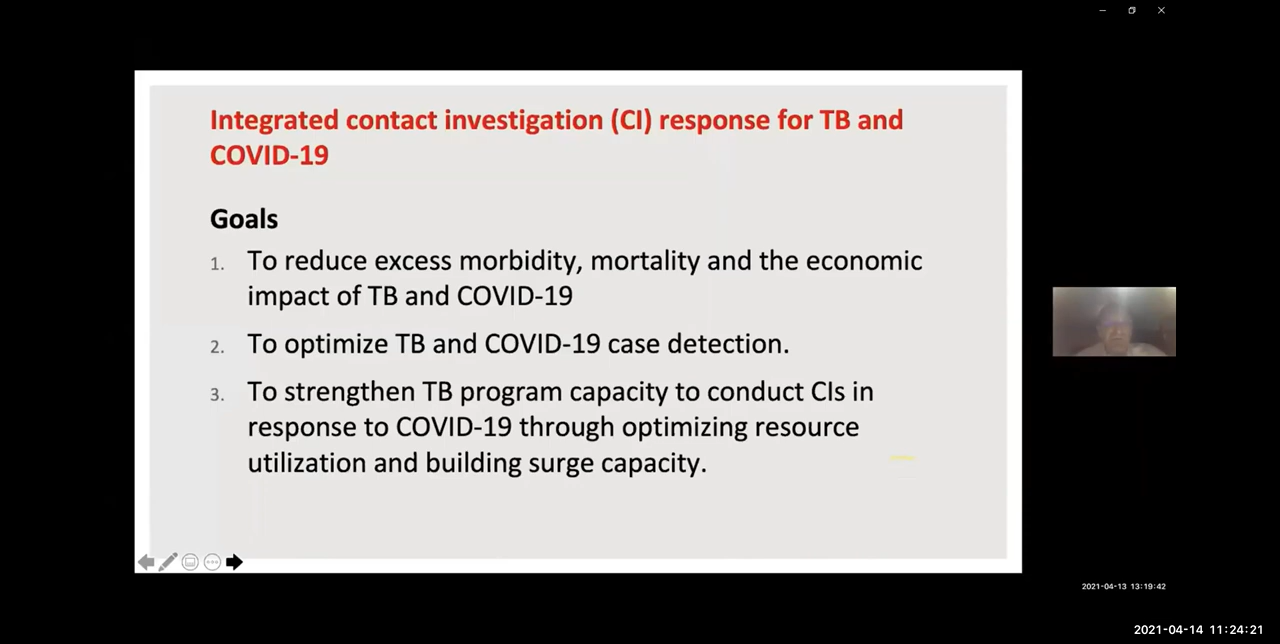 Integrated contact investigation (CI) response for TB and
COVID-19
Goals
1. To reduce excess morbidity, mortality and the economic
impact of TB and COVID-19
2. To optimize TB and COVID-19 case detection.
3. To strengthen TB program capacity to conduct CIs in
response to COVID-19 through optimizing resource
utilization and building surge capacity.
2021-04-13 13:19:42
2021-04-14 11:24:21